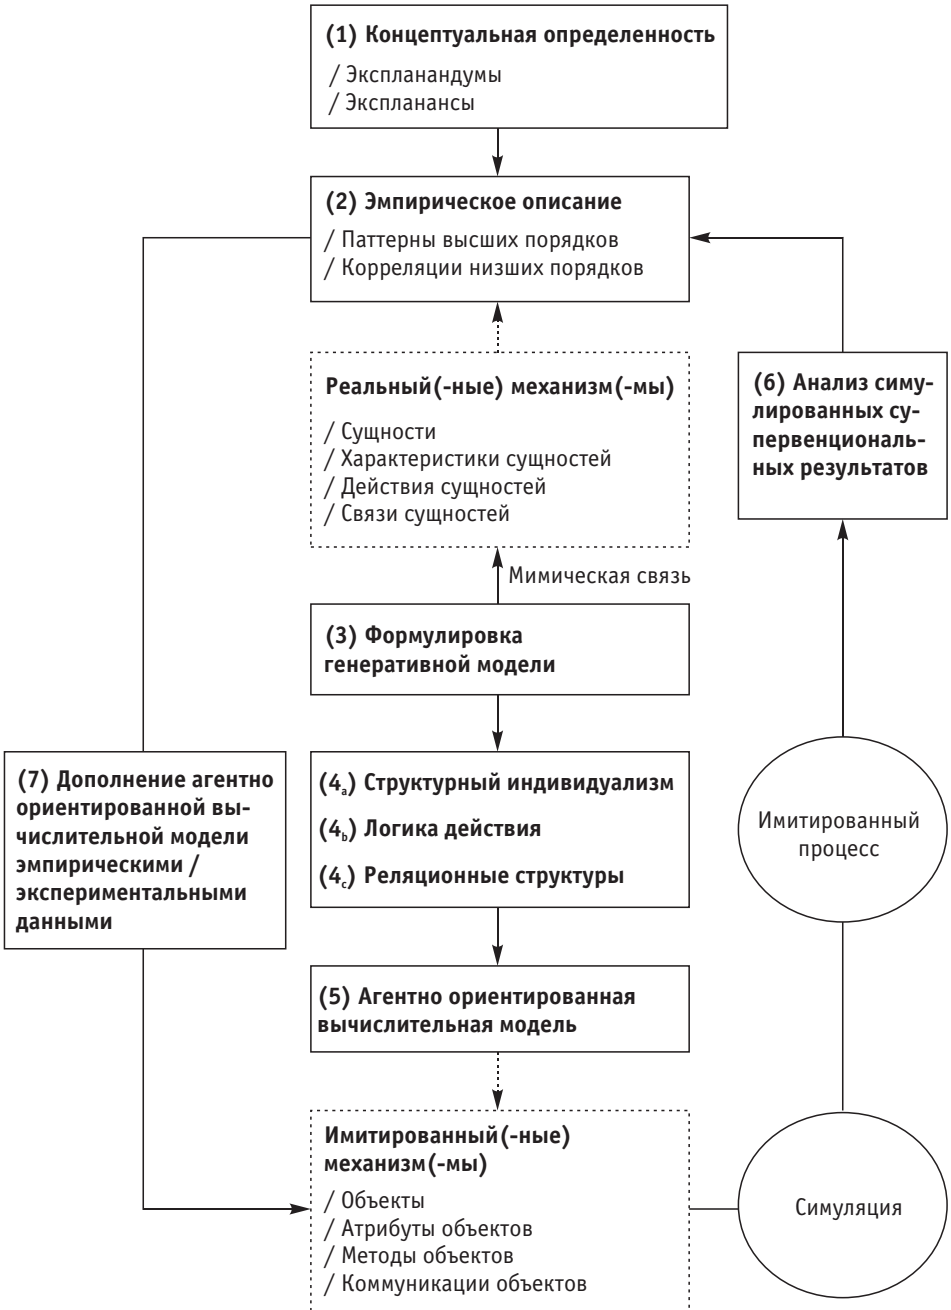 (1) Концептуальная определенность
/ Экспланандумы
/ Эксплананcы
(2) Эмпирическое описание
/ Паттерны высших порядков
/ Корреляции низших порядков
Реальный(-ные) механизм(-мы)
/ Сущности
/ Характеристики сущностей
/ Действия сущностей
/ Связи сущностей
(6) Анализ симу-
лированных су-
первенциональ-
ных результатов
Мимическая связь
(3) Формулировка
генеративной модели
(7) Дополнение агентно
ориентированной вы-
числительной модели
эмпирическими /
экспериментальными
данными
(4a) Структурный индивидуализм
(4b) Логика действия
(4c) Реляционные структуры
Имитированный
процесс
(5) Агентно ориентированная
вычислительная модель
Имитированный(-ные)
механизм(-мы)
/ Объекты
/ Атрибуты объектов
/ Методы объектов
/ Коммуникации объектов
Симуляция